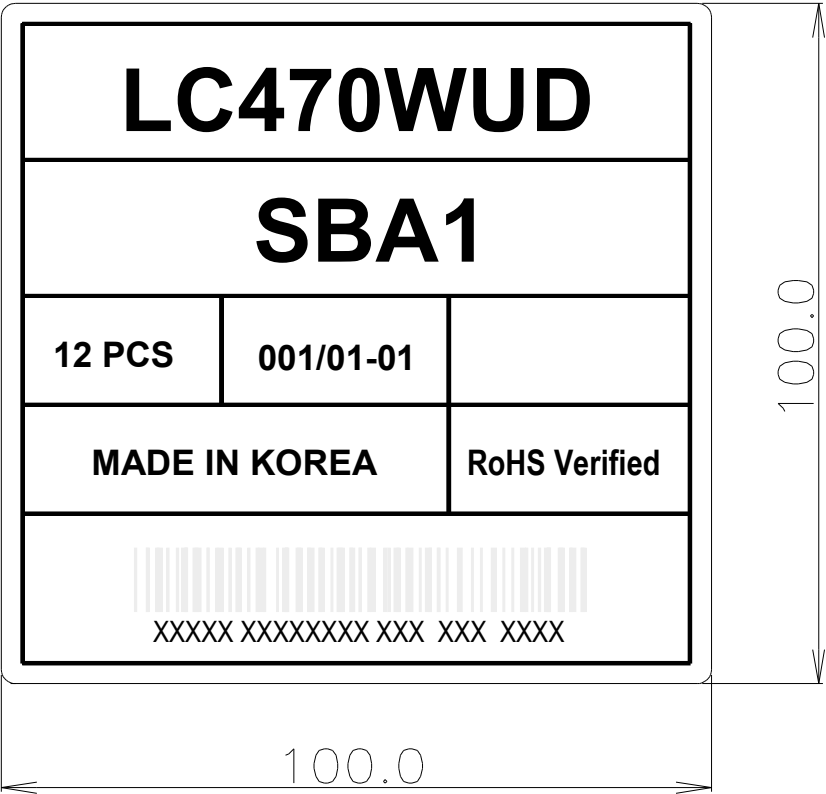 LC470WUD
SBA1
12 PCS 001/01-01
MADE IN KOREA RoHS Verified
XXXXX XXXXXXXX XXX XXX XXXX
100.0
100.0